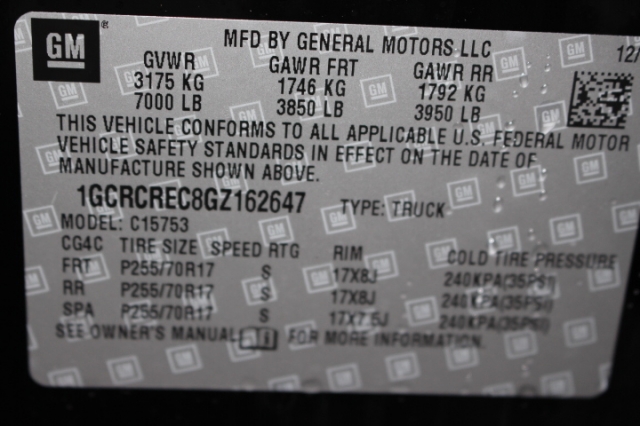 GM ® MFD BY GENERAL MOTORS LLC 12/
GVWR GAWR FRT GAWR RR
3175 KG 1746 KG 1792 KG
7000 LB 3850 LB 3950 LB
THIS VEHICLE CONFORMS TO ALL APPLICABLE U.S. FEDERAL MOTOR
VEHICLE SAFETY STANDARDS IN EFFECT ON THE DATE OF
MANUFACTURE SHOWN ABOVE.
1GCRCREC8GZ162647 TYPE: TRUCK
MODEL: C15753
CG4C TIRE SIZE SPEED RTG RIM COLD TIRE PRESSURE
FRT P255/70R17 S 17X8J 240KPA(35PSI)
RR P255/70R17 S 17X8J 240KPA(35PSI)
SPA P255/70R17 S 17X7.5J 240KPA(35PSI)
SEE OWNER'S MANUAL FOR MORE INFORMATION.